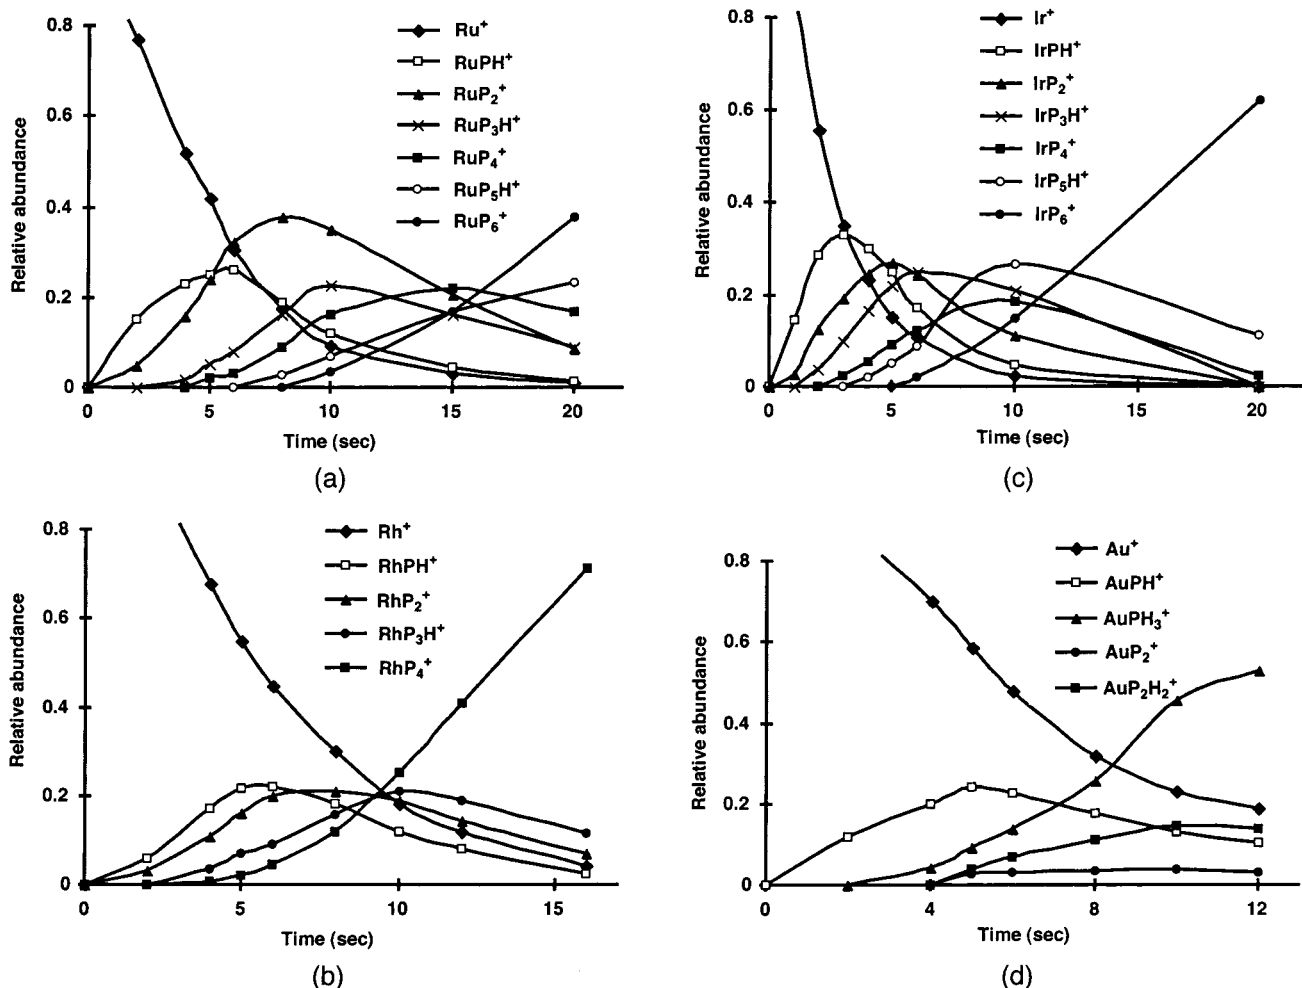 0.8
0.6
0.4
0.2
0
Relative abundance
Ru⁺
RuPH⁺
RuP₂⁺
RuP₃H⁺
RuP₄⁺
RuP₅H⁺
RuP₆⁺
0 5 10 15 20
Time (sec)
(a)
0.8
0.6
0.4
0.2
0
Relative abundance
Ir⁺
IrPH⁺
IrP₂⁺
IrP₃H⁺
IrP₄⁺
IrP₅H⁺
IrP₆⁺
0 5 10 15 20
Time (sec)
(c)
0.8
0.6
0.4
0.2
0
Relative abundance
Rh⁺
RhPH⁺
RhP₂⁺
RhP₃H⁺
RhP₄⁺
0 5 10 15
Time (sec)
(b)
0.8
0.6
0.4
0.2
0
Relative abundance
Au⁺
AuPH⁺
AuPH₃⁺
AuP₂⁺
AuP₂H₂⁺
0 4 8 12
Time (sec)
(d)